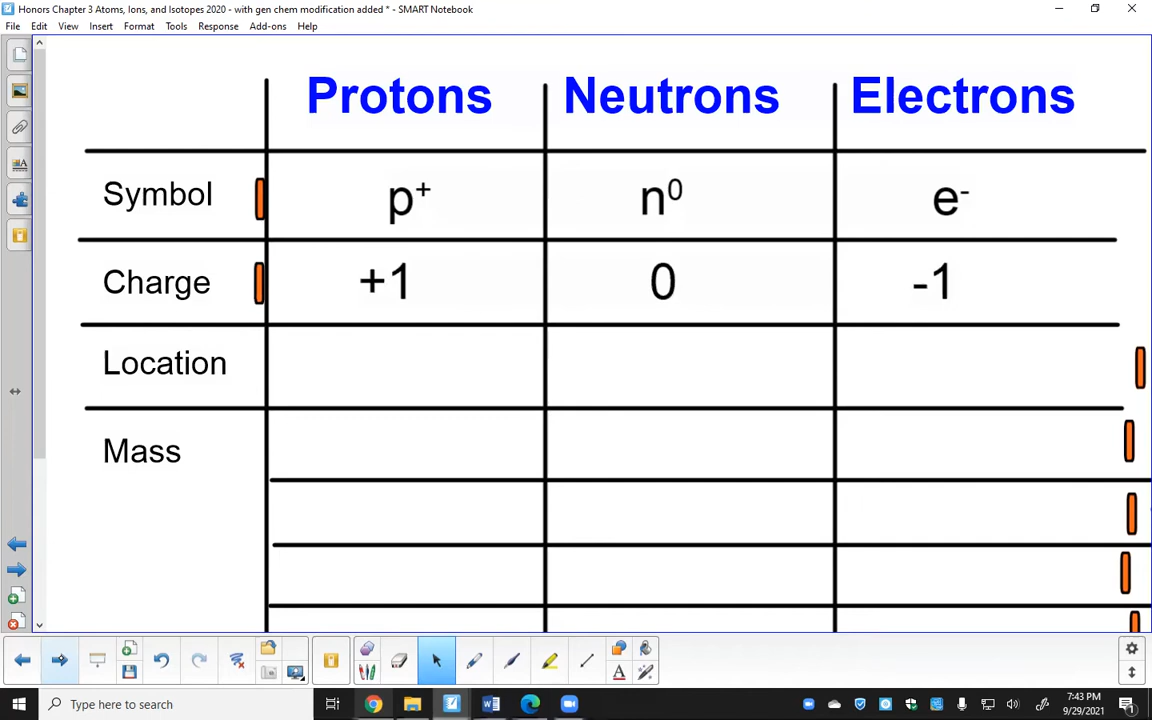 Honors Chapter 3 Atoms, Ions, and Isotopes 2020 - with gen chem modification added * - SMART Notebook
File Edit View Insert Format Tools Response Add-ons Help
Protons Neutrons Electrons
Symbol p⁺ n⁰ e⁻
Charge +1 0 -1
Location
Mass
Type here to search
7:43 PM
9/29/2021